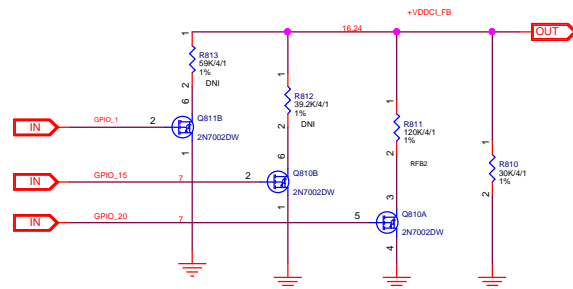 +VDDCI_FB
16,24
OUT
1
R813
59K/4/1
1%
2
DNI
1
R812
39.2K/4/1
1%
2
DNI
1
R811
120K/4/1
1%
2
RFB2
1
R810
30K/4/1
1%
2
IN
GPIO_1
2
6
Q811B
2N7002DW
1
IN
GPIO_15
7
2
6
Q810B
2N7002DW
1
IN
GPIO_20
7
5
3
Q810A
2N7002DW
4